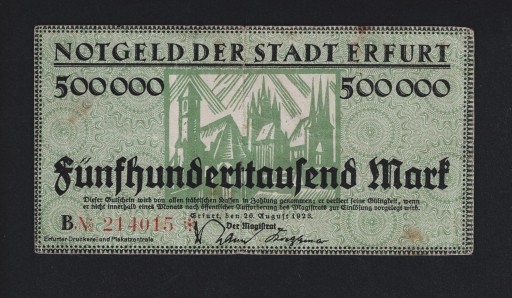 NOTGELD DER STADT ERFURT
500000 500000
Fünfhunderttausend Mark
Dieser Gutschein wird von allen städtischen Kassen in Zahlung genommen; er verliert seine Gültigkeit, wenn
er nicht innerhalb eines Monats nach öffentlicher Aufforderung des Magistrats zur Einlösung vorgelegt wird.
Erfurt, den 20. August 1923.
B.№ 214015 * Der Magistrat
Erfurter Druckerei und Plakatzentrale